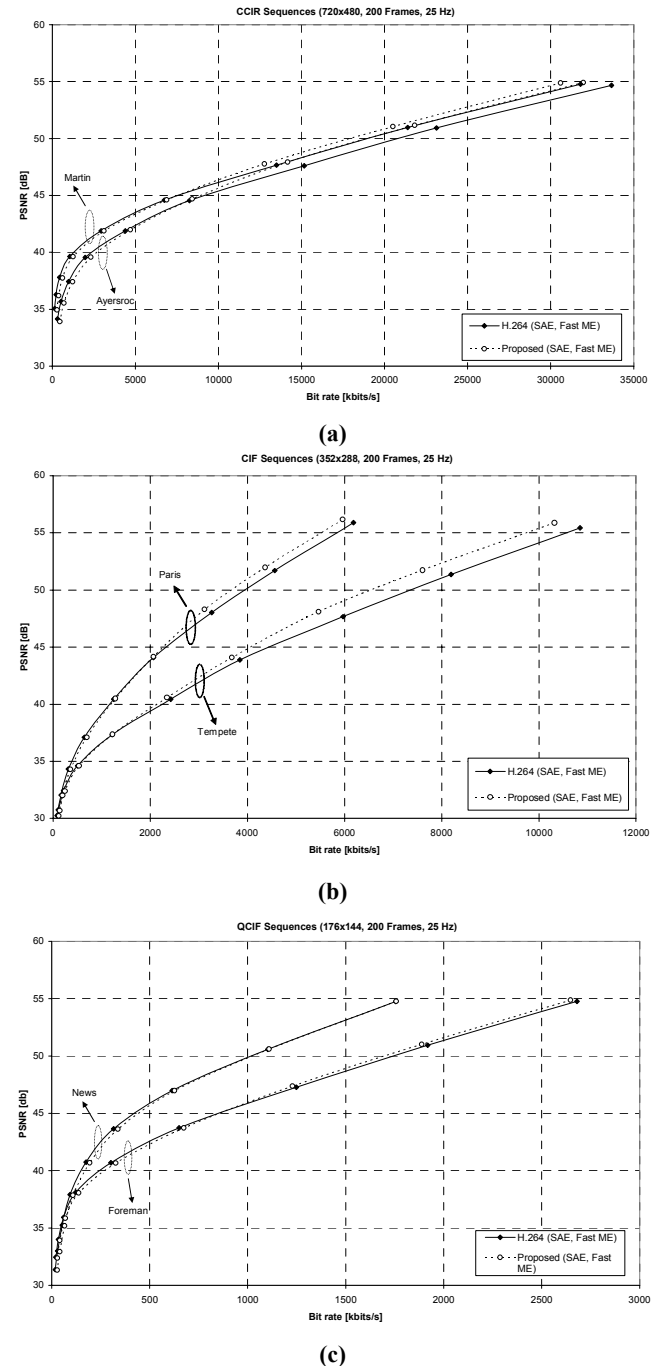 CCIR Sequences (720x480, 200 Frames, 25 Hz)
60
55
50
45
40
35
30
PSNR [dB]
Martin
Ayersroc
H.264 (SAE, Fast ME)
Proposed (SAE, Fast ME)
0 5000 10000 15000 20000 25000 30000 35000
Bit rate [kbits/s]
(a)
CIF Sequences (352x288, 200 Frames, 25 Hz)
60
55
50
45
40
35
30
PSNR [dB]
Paris
Tempete
H.264 (SAE, Fast ME)
Proposed (SAE, Fast ME)
0 2000 4000 6000 8000 10000 12000
Bit rate [kbits/s]
(b)
QCIF Sequences (176x144, 200 Frames, 25 Hz)
60
55
50
45
40
35
30
PSNR [db]
News
Foreman
H.264 (SAE, Fast ME)
Proposed (SAE, Fast
ME)
0 500 1000 1500 2000 2500 3000
Bit rate [kbits/s]
(c)